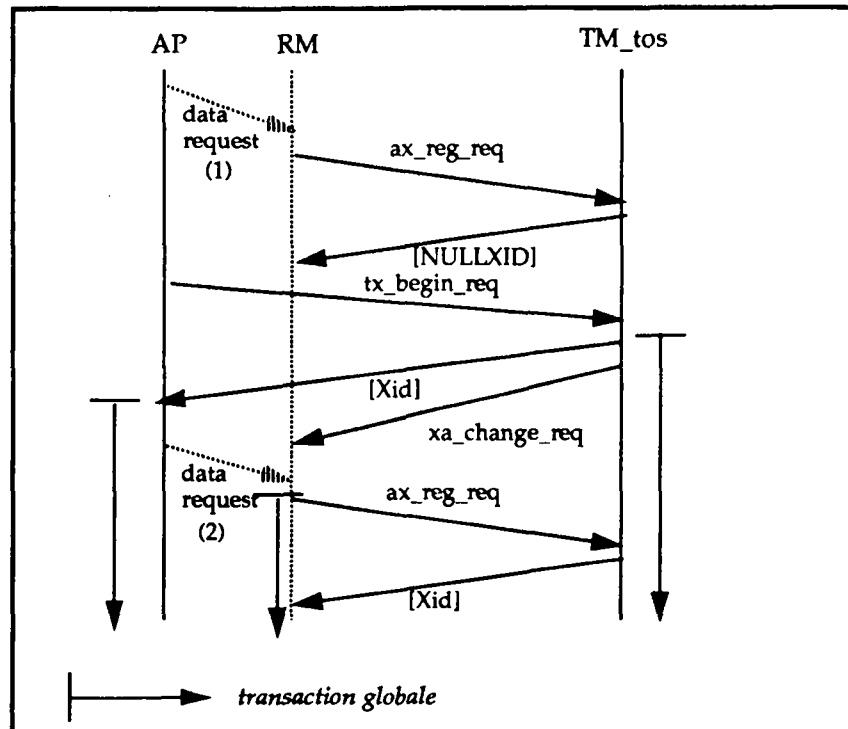 AP RM TM_tos
data
request
(1)
ax_reg_req
[NULLXID]
tx_begin_req
[Xid]
xa_change_req
data
request
(2)
ax_reg_req
[Xid]
transaction globale